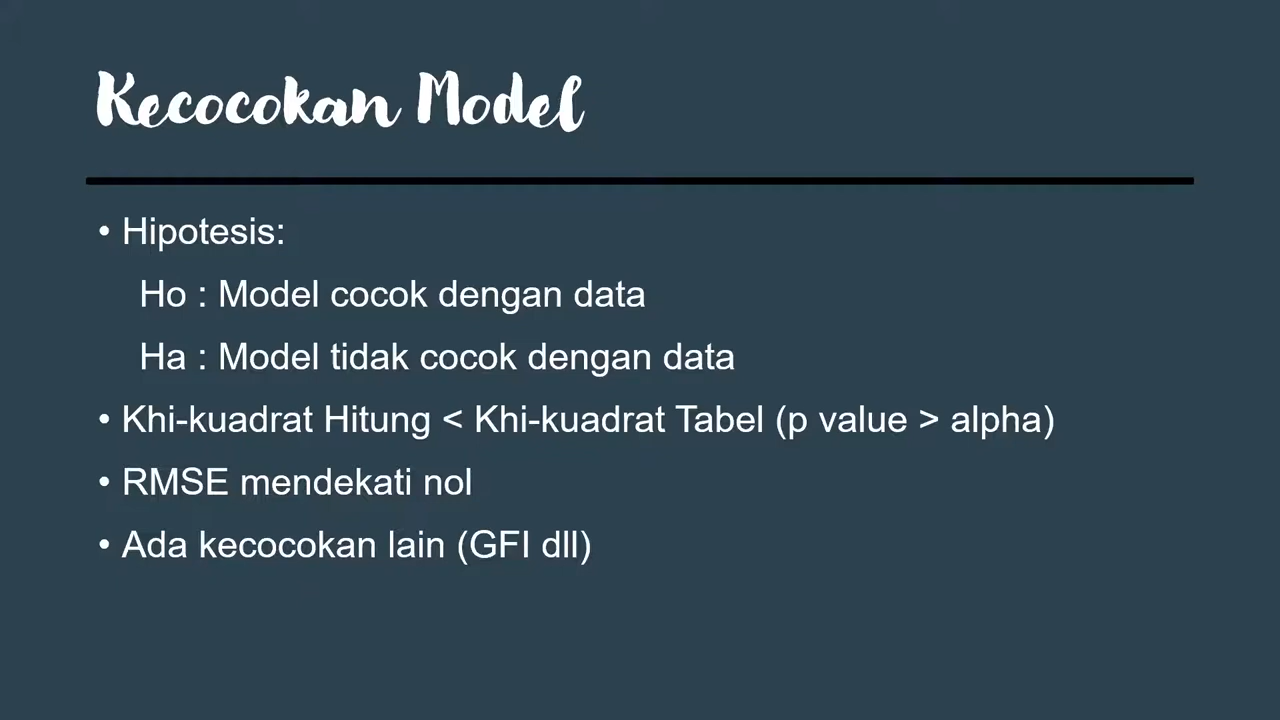 Kecocokan Model
• Hipotesis:
Ho : Model cocok dengan data
Ha : Model tidak cocok dengan data
• Khi-kuadrat Hitung < Khi-kuadrat Tabel (p value > alpha)
• RMSE mendekati nol
• Ada kecocokan lain (GFI dll)